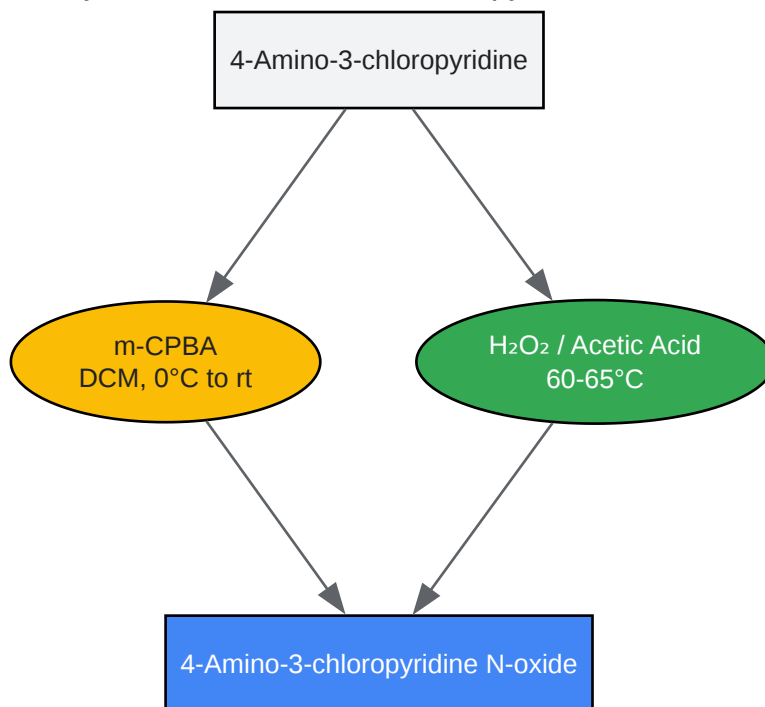 4-Amino-3-chloropyridine
m-CPBA
DCM, 0°C to rt
H₂O₂ / Acetic Acid
60-65°C
4-Amino-3-chloropyridine N-oxide